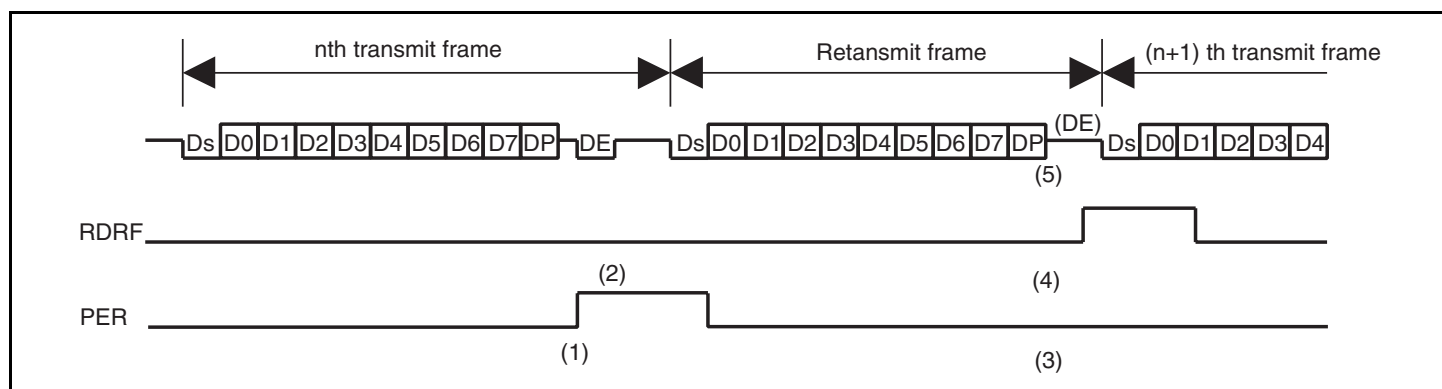 nth transmit frame
Retansmit frame
(n+1) th transmit frame
Ds D0 D1 D2 D3 D4 D5 D6 D7 DP DE Ds D0 D1 D2 D3 D4 D5 D6 D7 DP (DE) Ds D0 D1 D2 D3 D4
(5)
RDRF
(2)
(4)
PER
(1)
(3)